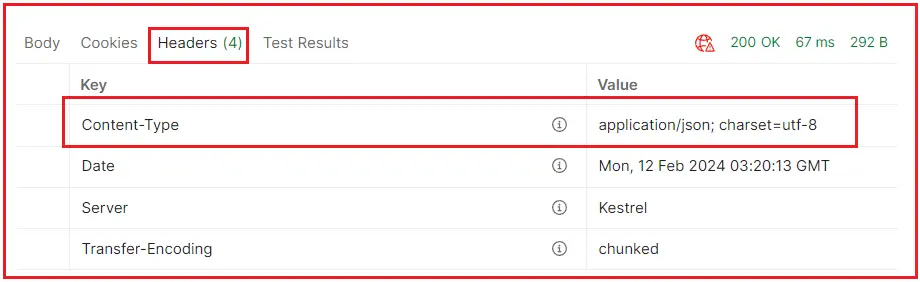 Body Cookies Headers (4) Test Results 200 OK 67 ms 292 B
Key Value
Content-Type application/json; charset=utf-8
Date Mon, 12 Feb 2024 03:20:13 GMT
Server Kestrel
Transfer-Encoding chunked